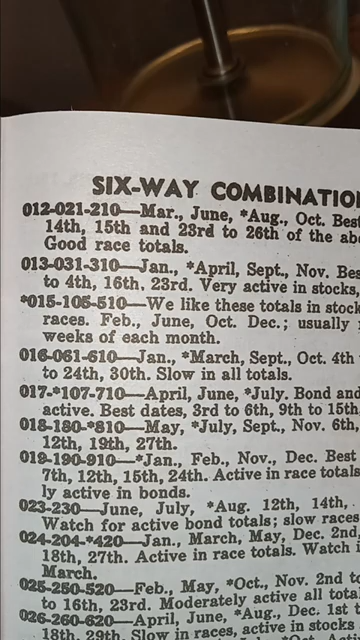 SIX-WAY COMBINATIO
012-021-210—Mar., June, *Aug., Oct. Best
14th, 15th and 23rd to 26th of the abo
Good race totals.
013-031-310—Jan., *April, Sept., Nov. Bes
to 4th, 16th, 23rd. Very active in stocks,
*015-105-510—We like these totals in stock
races. Feb., June, Oct. Dec.; usually
weeks of each month.
016-061-610—Jan., *March, Sept., Oct. 4th
to 24th, 30th. Slow in all totals.
017-*107-710—April, June, *July. Bond and
active. Best dates, 3rd to 6th, 9th to 15th,
018-180-*810—May, *July, Sept., Nov. 6th,
12th, 19th, 27th.
019-190-910—*Jan., Feb., Nov., Dec. Best
7th, 12th, 15th, 24th. Active in race totals
ly active in bonds.
023-230—June, July, *Aug. 12th, 14th,
Watch for active bond totals; slow races
024-204-*420—Jan., March, May, Dec. 2nd,
18th, 27th. Active in race totals. Watch i
March.
025-250-520—Feb., May, *Oct., Nov. 2nd to
to 16th, 23rd. Moderately active all total
026-260-620—April, June, *Aug., Dec. 1st t
18th, 29th. Slow in races, active in stocks